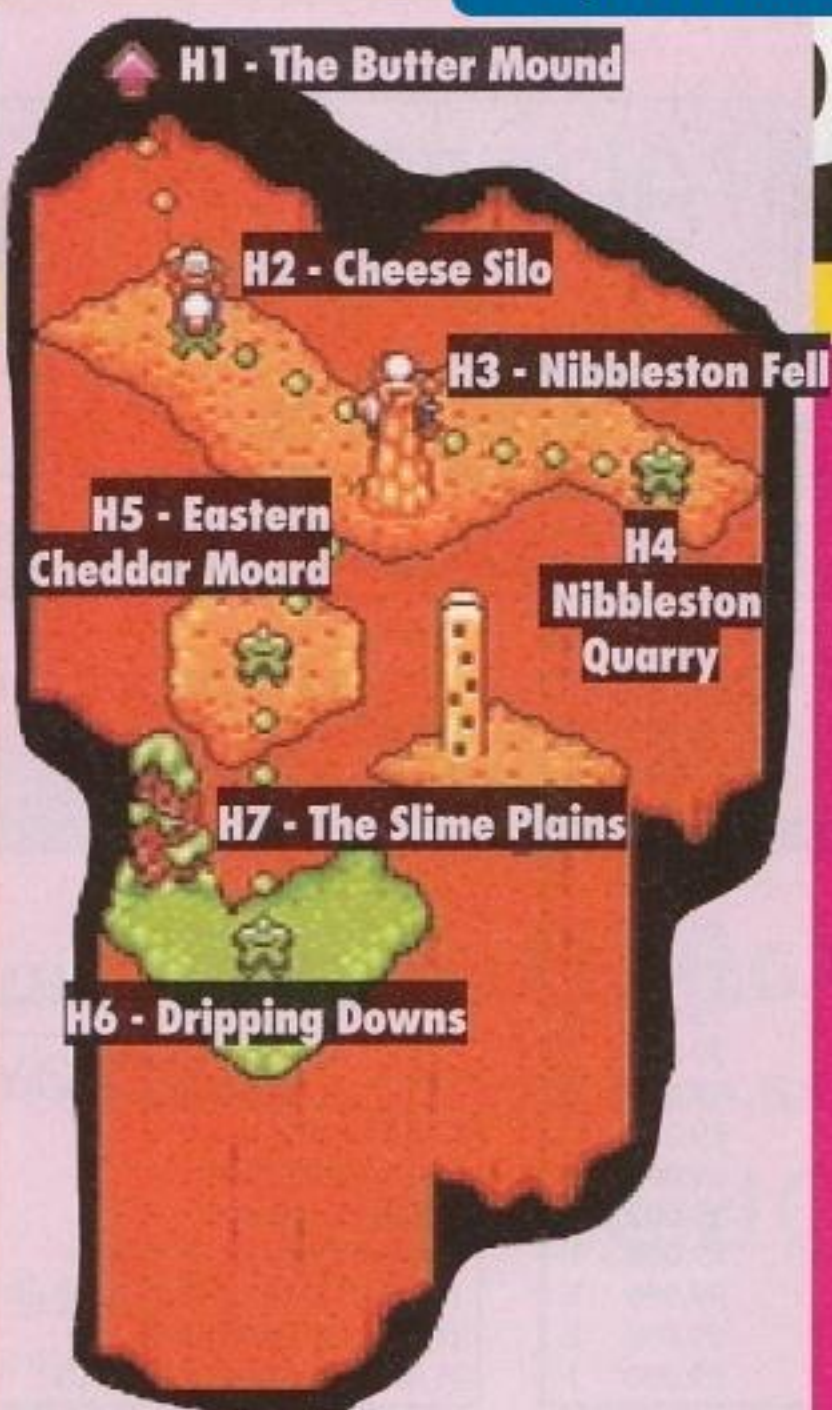 H1 - The Butter Mound
H2 - Cheese Silo
H3 - Nibbleston Fell
H5 - Eastern
Cheddar Moard
H4
Nibbleston
Quarry
H7 - The Slime Plains
H6 - Dripping Downs